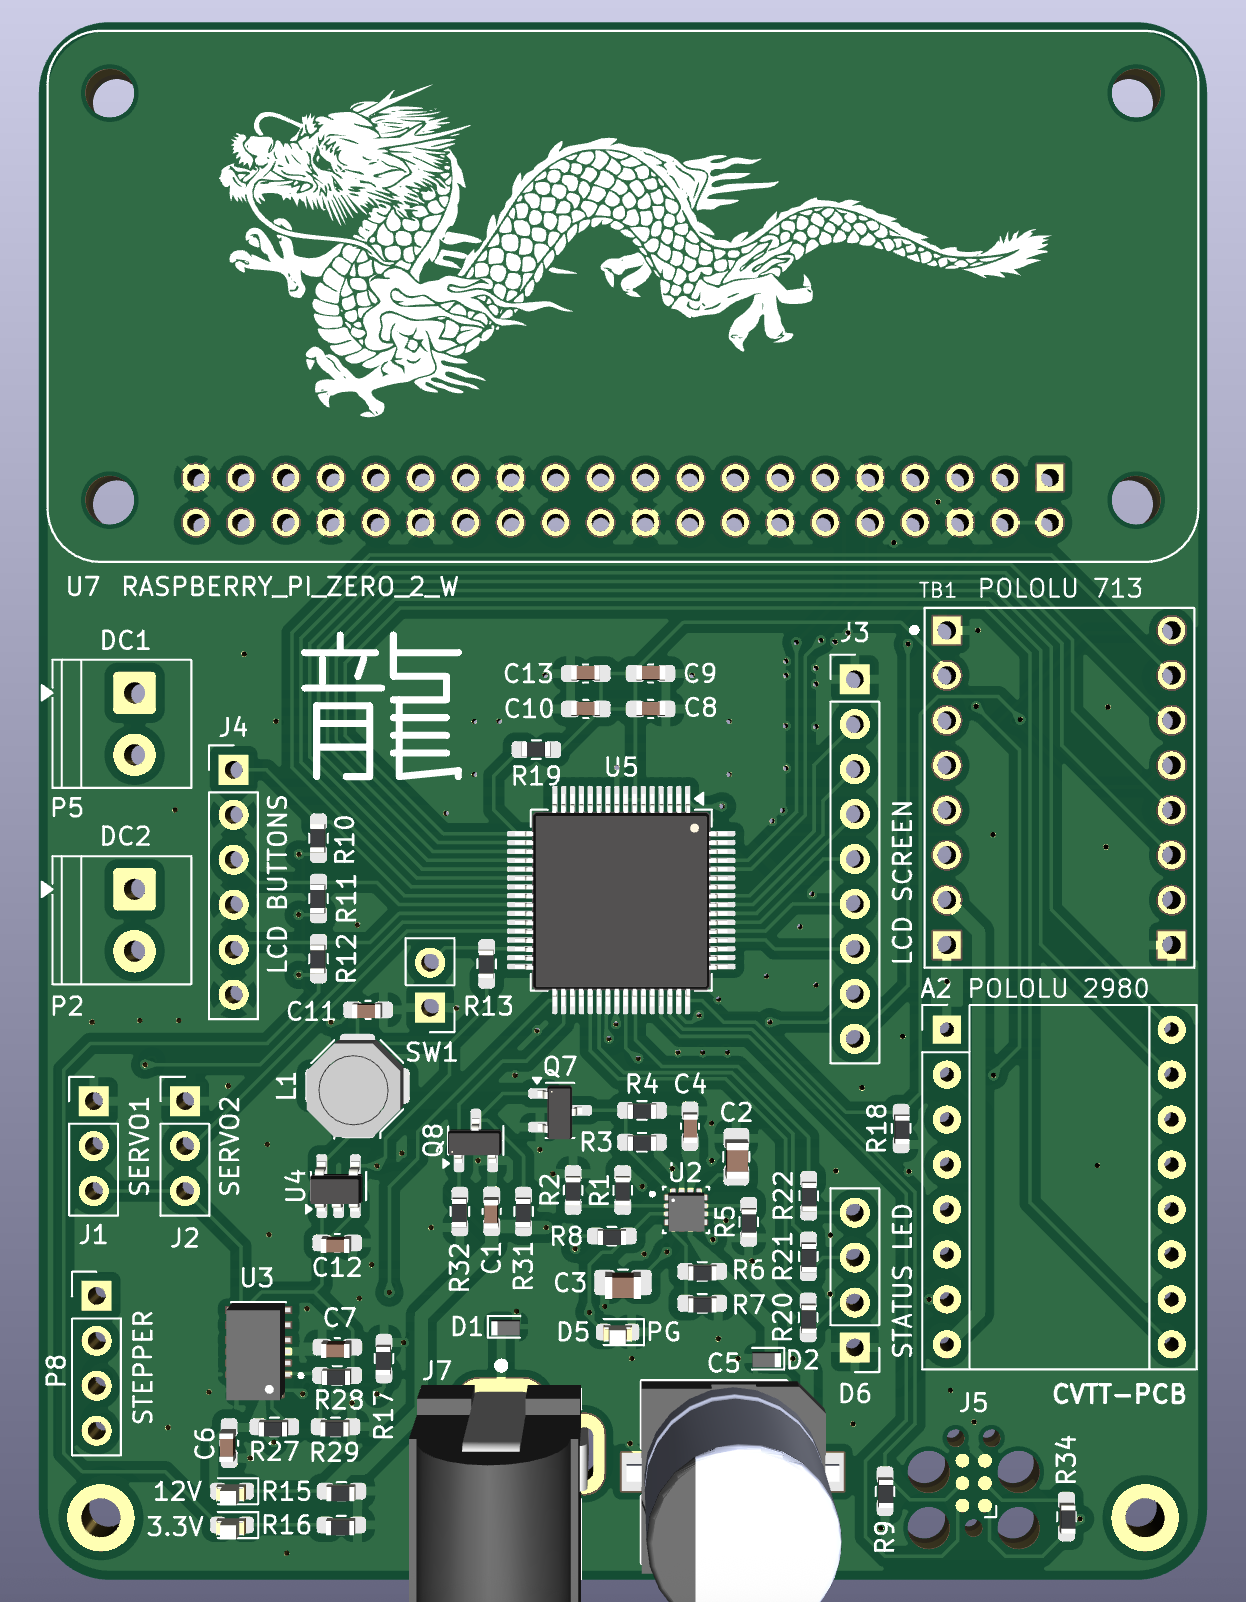 U7 RASPBERRY_PI_ZERO_2_W
TB1 POLOLU 713
DC1
龍
J3
C13
C9
C10
C8
J4
R19
U5
P5
DC2
LCD BUTTONS
R10
R11
R12
LCD SCREEN
P2
C11
R13
SW1
A2 POLOLU 2980
L1
Q7
R4
C4
C2
R3
Q8
R18
SERVO1
SERVO2
U4
R2
R1
U2
R5
R22
J1
J2
R8
R32
C1
R31
R21
C12
U3
C3
R6
R7
R20
STATUS LED
P8
STEPPER
C7
D1
D5
PG
C5
D2
J7
R28
R17
D6
CVTT-PCB
J5
C6
R27
R29
R34
12V
R15
3.3V
R16
R9